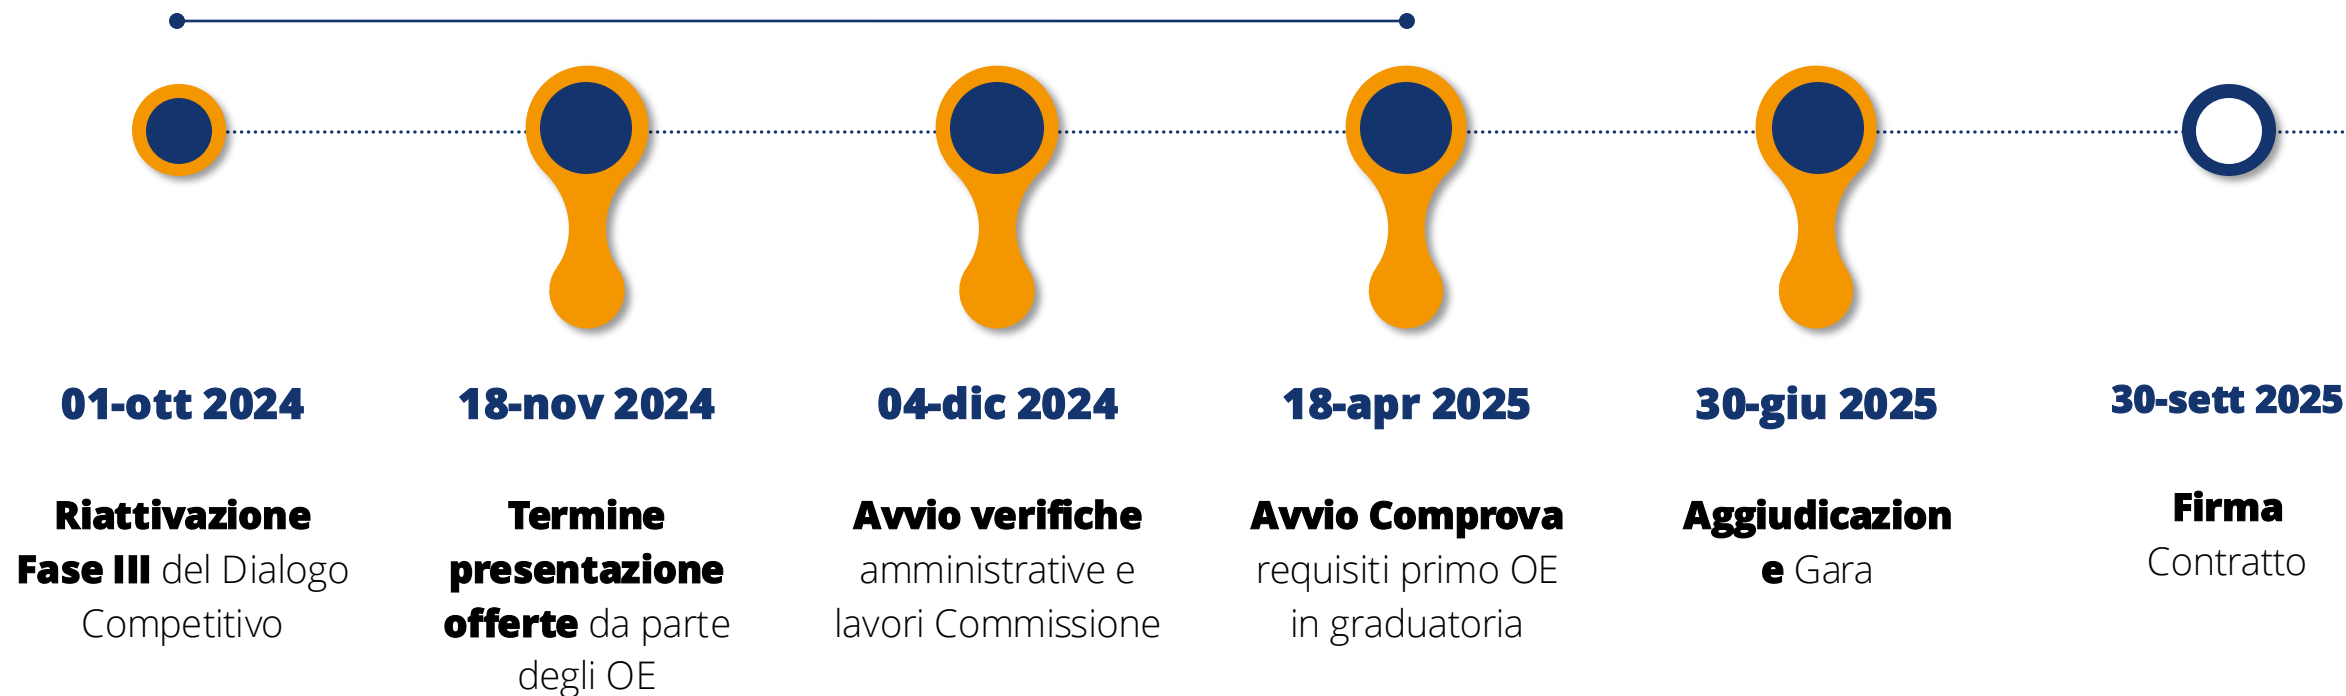 01-ott 2024
Riattivazione
Fase III del Dialogo
Competitivo
18-nov 2024
Termine
presentazione
offerte da parte
degli OE
04-dic 2024
Avvio verifiche
amministrative e
lavori Commissione
18-apr 2025
Avvio Comprova
requisiti primo OE
in graduatoria
30-giu 2025
Aggiudicazion
e Gara
30-sett 2025
Firma
Contratto